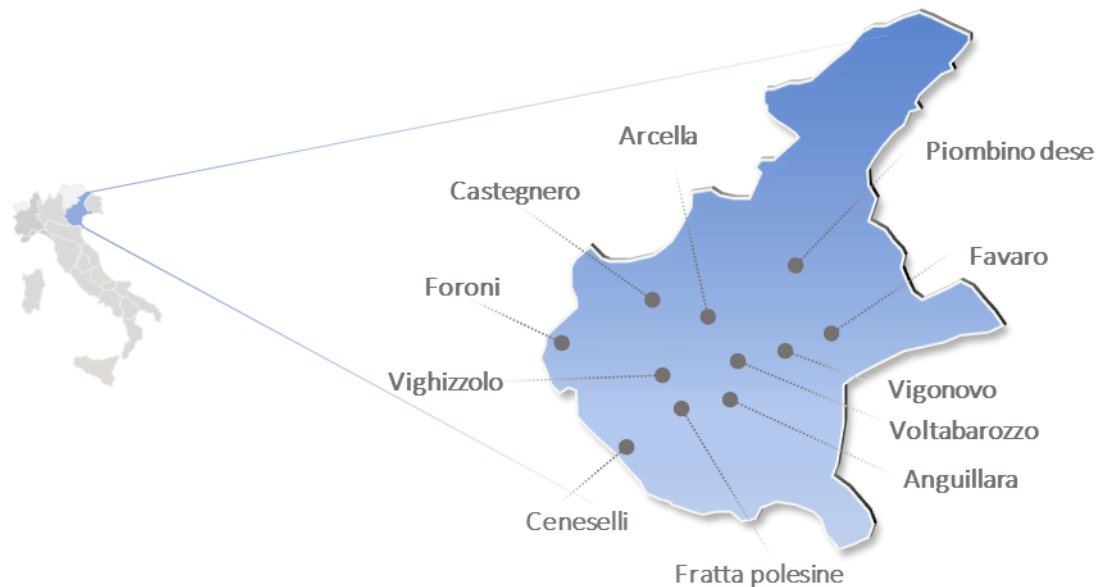 Arcella
Piombino dese
Castegnero
Favaro
Foroni
Vighizzolo
Vigonovo
Voltabarozzo
Anguillara
Ceneselli
Fratta polesine